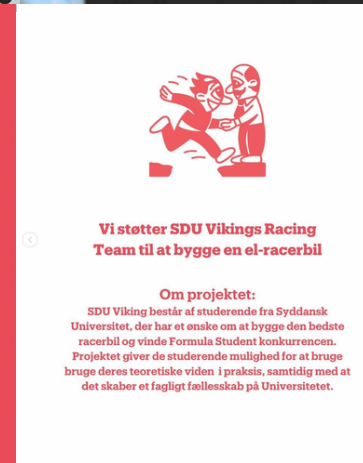 Vi støtter SDU Vikings Racing
Team til at bygge en el-racerbil
Om projektet:
SDU Viking består af studerende fra Syddansk
Universitet, der har et ønske om at bygge den bedste
racerbil og vinde Formula Student konkurrencen.
Projektet giver de studerende mulighed for at bruge
bruge deres teoretiske viden i praksis, samtidig med at
det skaber et fagligt fællesskab på Universitetet.